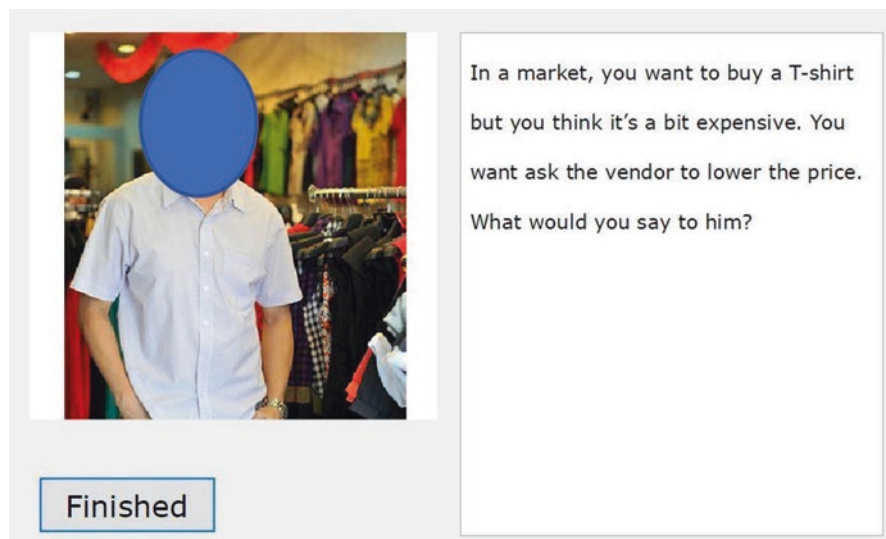 In a market, you want to buy a T-shirt
but you think it’s a bit expensive. You
want ask the vendor to lower the price.
What would you say to him?
Finished